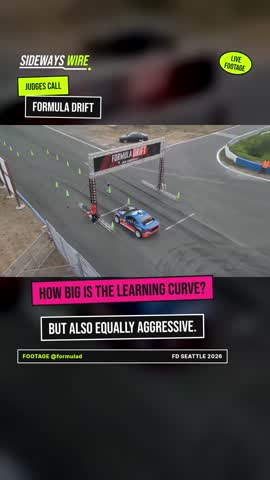 SIDEWAYS WIRE.
LIVE
FOOTAGE
JUDGES CALL
FORMULA DRIFT
FORMULA DRIFT
HOW BIG IS THE LEARNING CURVE?
BUT ALSO EQUALLY AGGRESSIVE.
FOOTAGE @formulad
FD SEATTLE 2026